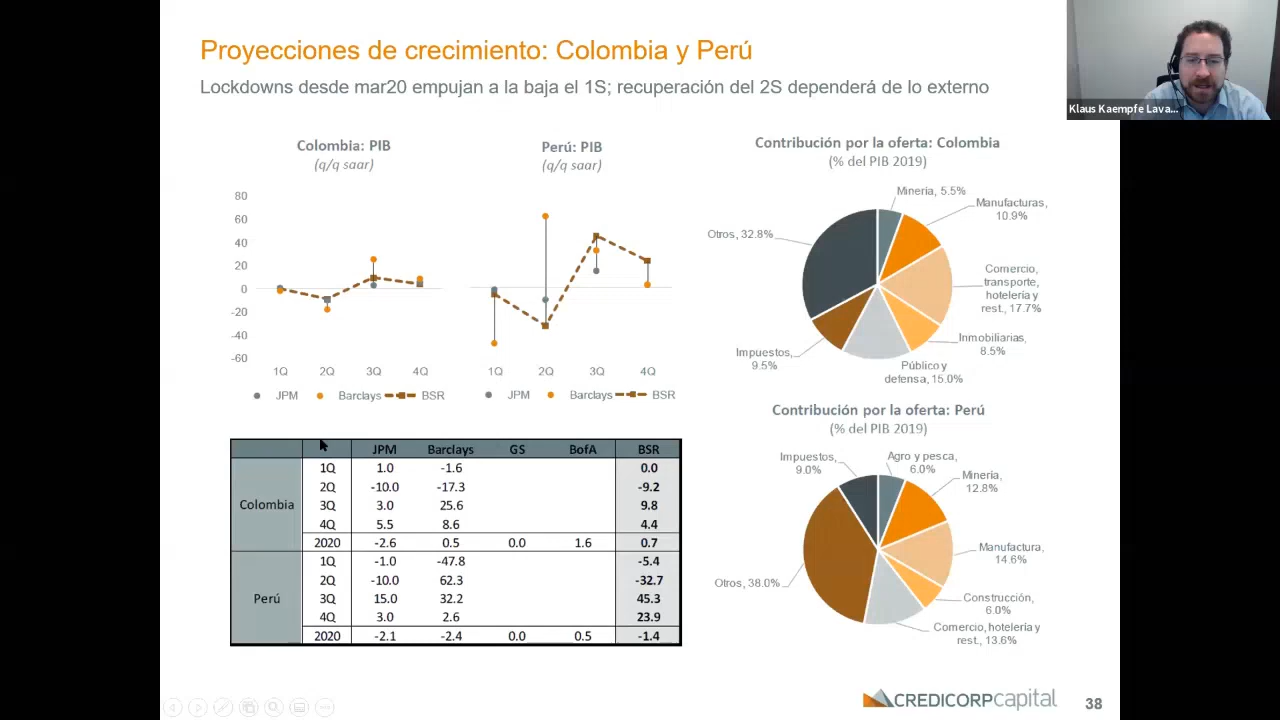 Proyecciones de crecimiento: Colombia y Perú
Lockdowns desde mar20 empujan a la baja el 1S; recuperación del 2S dependerá de lo externo
Klaus Kaempfe Lava...
Colombia: PIB
(q/q saar)
80
60
40
20
0
-20
-40
-60
1Q 2Q 3Q 4Q
JPM Barclays BSR
Perú: PIB
(q/q saar)
1Q 2Q 3Q 4Q
JPM Barclays BSR
Contribución por la oferta: Colombia
(% del PIB 2019)
Minería, 5.5%
Manufacturas,
10.9%
Otros, 32.8%
Comercio,
transporte,
hotelería y
rest., 17.7%
Inmobiliarias,
8.5%
Impuestos,
9.5%
Público y
defensa, 15.0%
Contribución por la oferta: Perú
(% del PIB 2019)
Impuestos,
9.0%
Agro y pesca,
6.0%
Minería,
12.8%
Manufactura,
14.6%
Otros, 38.0%
Construcción,
6.0%
Comercio, hotelería y
rest., 13.6%
JPM Barclays GS BofA BSR
Colombia
1Q 1.0 -1.6 0.0
2Q -10.0 -17.3 -9.2
3Q 3.0 25.6 9.8
4Q 5.5 8.6 4.4
2020 -2.6 0.5 0.0 1.6 0.7
Perú
1Q -1.0 -47.8 -5.4
2Q -10.0 62.3 -32.7
3Q 15.0 32.2 45.3
4Q 3.0 2.6 23.9
2020 -2.1 -2.4 0.0 0.5 -1.4
CREDICORPcapital
38